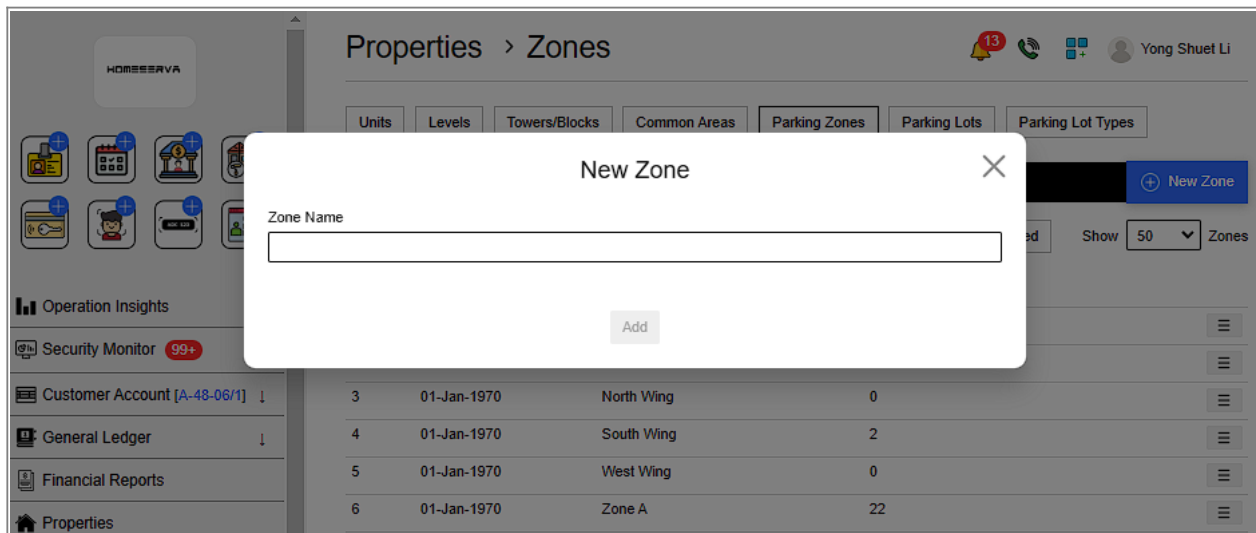 HOMESERVA
Properties > Zones
13
Yong Shuet Li
Units Levels Towers/Blocks Common Areas Parking Zones Parking Lots Parking Lot Types
New Zone
New Zone
Zone Name
Show 50 Zones
Add
Operation Insights
Security Monitor 99+
Customer Account [A-48-06/1] ↓
General Ledger ↓
Financial Reports
Properties
3 01-Jan-1970 North Wing 0
4 01-Jan-1970 South Wing 2
5 01-Jan-1970 West Wing 0
6 01-Jan-1970 Zone A 22